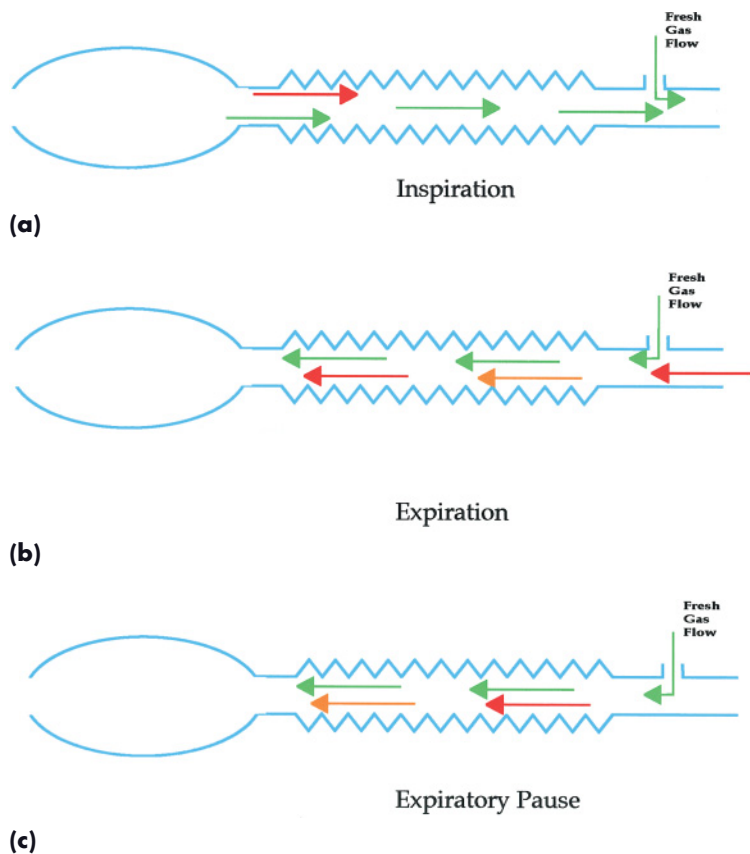 Fresh
Gas
Flow
Inspiration
(a)
Fresh
Gas
Flow
Expiration
(b)
Fresh
Gas
Flow
Expiratory Pause
(c)